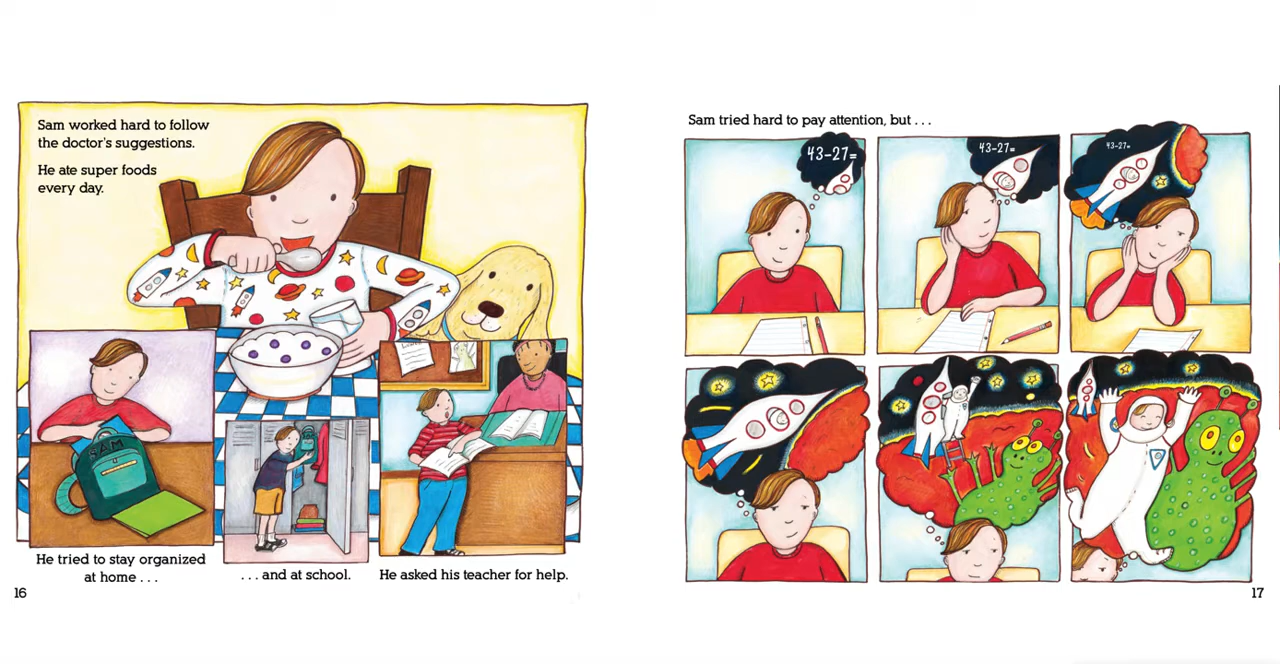 Sam worked hard to follow
the doctor's suggestions.
He ate super foods
every day.
SAM
He tried to stay organized
at home . . .
. . . and at school.
He asked his teacher for help.
16
Sam tried hard to pay attention, but . . .
43-27=
43-27=
43-27=
17